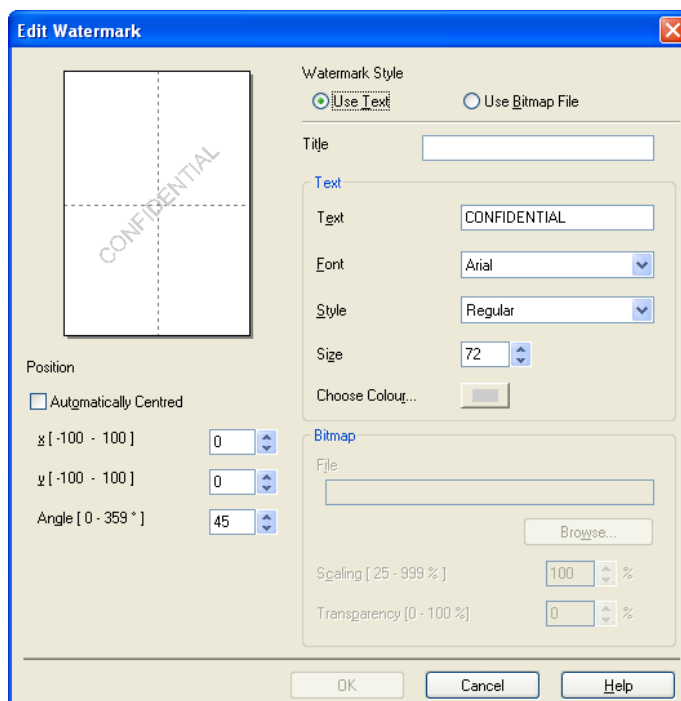 Edit Watermark
CONFIDENTIAL
Position
Automatically Centred
x [ -100 - 100 ] 0
y [ -100 - 100 ] 0
Angle [ 0 - 359 ° ] 45
Watermark Style
Use Text Use Bitmap File
Title
Text
Text CONFIDENTIAL
Font Arial
Style Regular
Size 72
Choose Colour...
Bitmap
File
Browse...
Scaling [ 25 - 999 % ] 100 %
Transparency [0 - 100 %] 0 %
OK Cancel Help